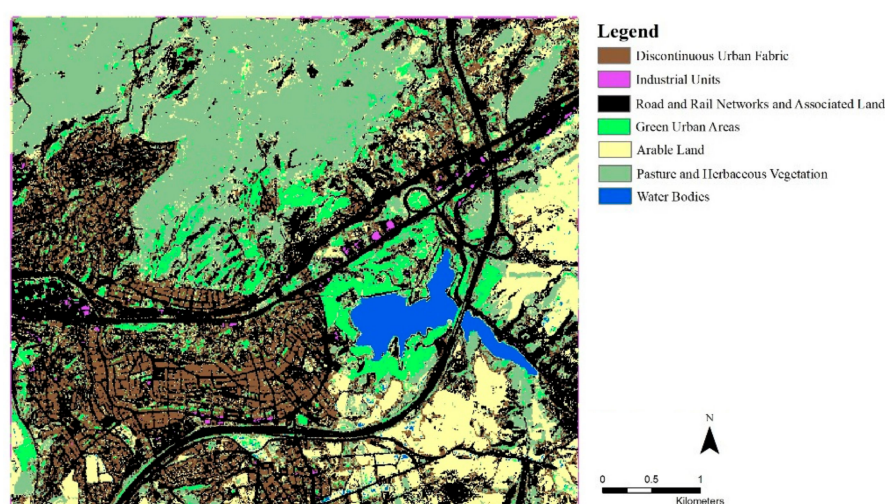 Legend
Discontinuous Urban Fabric
Industrial Units
Road and Rail Networks and Associated Land
Green Urban Areas
Arable Land
Pasture and Herbaceous Vegetation
Water Bodies
N
0 0.5 1
Kilometers